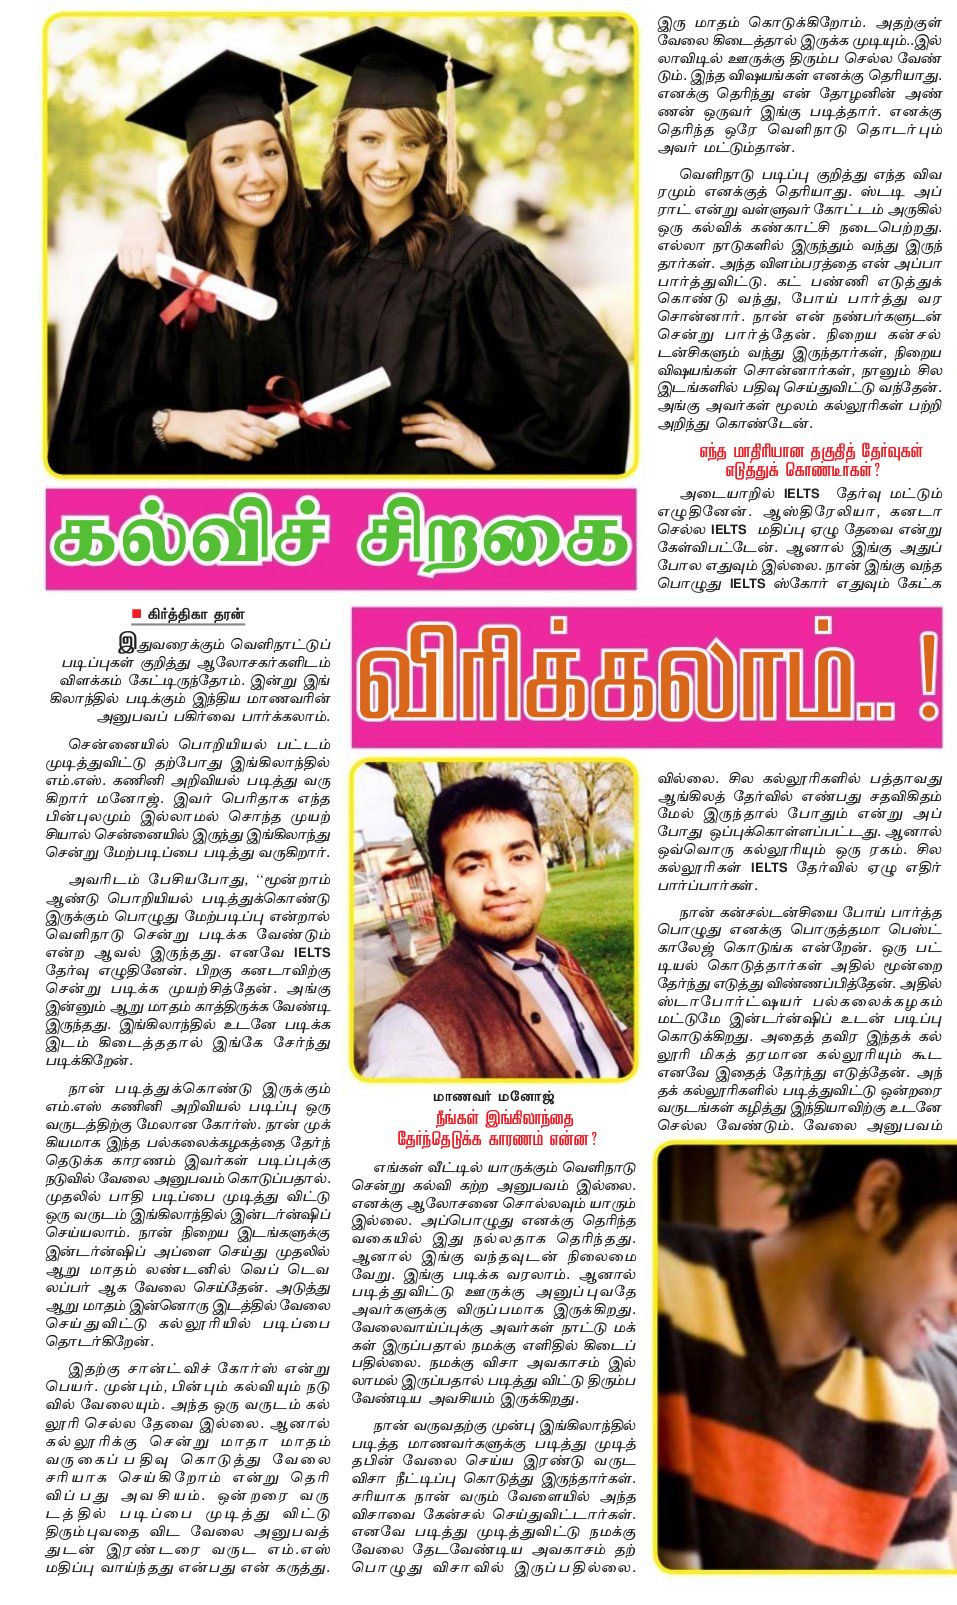 கல்விச் சிறகை
விரிக்கலாம்.. !
■ கிர்த்திகா தரன்
இதுவரைக்கும் வெளிநாட்டுப்
படிப்புகள் குறித்து ஆலோசகர்களிடம்
விளக்கம் கேட்டிருந்தோம். இன்று இங்
கிலாந்தில் படிக்கும் இந்திய மாணவரின்
அனுபவப் பகிர்வை பார்க்கலாம்.
சென்னையில் பொறியியல் பட்டம்
முடித்துவிட்டு தற்போது இங்கிலாந்தில்
எம்.எஸ். கணினி அறிவியல் படித்து வரு
கிறார் மனோஜ். இவர் பெரிதாக எந்த
பின்புலமும் இல்லாமல் சொந்த முயற்
சியால் சென்னையில் இருந்து இங்கிலாந்து
சென்று மேற்படிப்பை படித்து வருகிறார்.
அவரிடம் பேசியபோது, ‘‘மூன்றாம்
ஆண்டு பொறியியல் படித்துக்கொண்டு
இருக்கும் பொழுது மேற்படிப்பு என்றால்
வெளிநாடு சென்று படிக்க வேண்டும்
என்ற ஆவல் இருந்தது. எனவே IELTS
தேர்வு எழுதினேன். பிறகு கனடாவிற்கு
சென்று படிக்க முயற்சித்தேன். அங்கு
இன்னும் ஆறு மாதம் காத்திருக்க வேண்டி
இருந்தது. இங்கிலாந்தில் உடனே படிக்க
இடம் கிடைத்ததால் இங்கே சேர்ந்து
படிக்கிறேன்.
நான் படித்துக்கொண்டு இருக்கும்
எம்.எஸ் கணினி அறிவியல் படிப்பு ஒரு
வருடத்திற்கு மேலான கோர்ஸ். நான் முக்
கியமாக இந்த பல்கலைக்கழகத்தை தேர்ந்
தெடுக்க காரணம் இவர்கள் படிப்புக்கு
நடுவில் வேலை அனுபவம் கொடுப்பதால்.
முதலில் பாதி படிப்பை முடித்து விட்டு
ஒரு வருடம் இங்கிலாந்தில் இன்டர்ன்ஷிப்
செய்யலாம். நான் நிறைய இடங்களுக்கு
இன்டர்ன்ஷிப் அப்ளை செய்து முதலில்
ஆறு மாதம் லண்டனில் வெப் டெவ
லப்பர் ஆக வேலை செய்தேன். அடுத்து
ஆறு மாதம் இன்னொரு இடத்தில் வேலை
செய்துவிட்டு கல்லூரியில் படிப்பை
தொடர்கிறேன்.
இதற்கு சான்ட்விச் கோர்ஸ் என்று
பெயர். முன்பும், பின்பும் கல்வியும் நடு
வில் வேலையும். அந்த ஒரு வருடம் கல்
லூரி செல்ல தேவை இல்லை. ஆனால்
கல்லூரிக்கு சென்று மாதா மாதம்
வருகைப்பதிவு கொடுத்து வேலை
சரியாக செய்கிறோம் என்று தெரி
விப்பது அவசியம். ஒன்றரை வரு
டத்தில் படிப்பை முடித்து விட்டு
திரும்புவதை விட வேலை அனுபவத்
துடன் இரண்டரை வருட எம்.எஸ்
மதிப்பு வாய்ந்தது என்பது என் கருத்து.
மாணவர் மனோஜ்
நீங்கள் இங்கிலாந்தை
தேர்ந்தெடுக்க காரணம் என்ன?
எங்கள் வீட்டில் யாருக்கும் வெளிநாடு
சென்று கல்வி கற்ற அனுபவம் இல்லை.
எனக்கு ஆலோசனை சொல்லவும் யாரும்
இல்லை. அப்பொழுது எனக்கு தெரிந்த
வகையில் இது நல்லதாக தெரிந்தது.
ஆனால் இங்கு வந்தவுடன் நிலைமை
வேறு. இங்கு படிக்க வரலாம். ஆனால்
படித்துவிட்டு ஊருக்கு அனுப்புவதே
அவர்களுக்கு விருப்பமாக இருக்கிறது.
வேலைவாய்ப்புக்கு அவர்கள் நாட்டு மக்
கள் இருப்பதால் நமக்கு எளிதில் கிடைப்
பதில்லை. நமக்கு விசா அவகாசம் இல்
லாமல் இருப்பதால் படித்து விட்டு திரும்ப
வேண்டிய அவசியம் இருக்கிறது.
நான் வருவதற்கு முன்பு இங்கிலாந்தில்
படித்த மாணவர்களுக்கு படித்து முடித்
தபின் வேலை செய்ய இரண்டு வருட
விசா நீட்டிப்பு கொடுத்து இருந்தார்கள்.
சரியாக நான் வரும் வேளையில் அந்த
விசாவை கேன்சல் செய்துவிட்டார்கள்.
எனவே படித்து முடித்துவிட்டு நமக்கு
வேலை தேடவேண்டிய அவகாசம் தற்
பொழுது விசாவில் இருப்பதில்லை.
இரு மாதம் கொடுக்கிறோம். அதற்குள்
வேலை கிடைத்தால் இருக்க முடியும்..இல்
லாவிடில் ஊருக்கு திரும்ப செல்ல வேண்
டும். இந்த விஷயங்கள் எனக்கு தெரியாது.
எனக்கு தெரிந்து என் தோழனின் அண்
ணன் ஒருவர் இங்கு படித்தார். எனக்கு
தெரிந்த ஒரே வெளிநாடு தொடர்பும்
அவர் மட்டும்தான்.
வெளிநாடு படிப்பு குறித்து எந்த விவ
ரமும் எனக்குத் தெரியாது. ஸ்டடி அப்
ராட் என்று வள்ளுவர் கோட்டம் அருகில்
ஒரு கல்விக் கண்காட்சி நடைபெற்றது.
எல்லா நாடுகளில் இருந்தும் வந்து இருந்
தார்கள். அந்த விளம்பரத்தை என் அப்பா
பார்த்துவிட்டு. கட் பண்ணி எடுத்துக்
கொண்டு வந்து, போய் பார்த்து வர
சொன்னார். நான் என் நண்பர்களுடன்
சென்று பார்த்தேன். நிறைய கன்சல்
டன்சிகளும் வந்து இருந்தார்கள், நிறைய
விஷயங்கள் சொன்னார்கள், நானும் சில
இடங்களில் பதிவு செய்துவிட்டு வந்தேன்.
அங்கு அவர்கள் மூலம் கல்லூரிகள் பற்றி
அறிந்து கொண்டேன்.
எந்த மாதிரியான தகுதித் தேர்வுகள்
எடுத்துக் கொண்டீர்கள்?
அடையாறில் IELTS தேர்வு மட்டும்
எழுதினேன். ஆஸ்திரேலியா, கனடா
செல்ல IELTS மதிப்பு ஏழு தேவை என்று
கேள்விபட்டேன். ஆனால் இங்கு அதுப்
போல எதுவும் இல்லை. நான் இங்கு வந்த
பொழுது IELTS ஸ்கோர் எதுவும் கேட்க
வில்லை. சில கல்லூரிகளில் பத்தாவது
ஆங்கிலத் தேர்வில் எண்பது சதவிகிதம்
மேல் இருந்தால் போதும் என்று அப்
போது ஒப்புக்கொள்ளப்பட்டது. ஆனால்
ஒவ்வொரு கல்லூரியும் ஒரு ரகம். சில
கல்லூரிகள் IELTS தேர்வில் ஏழு எதிர்
பார்ப்பார்கள்.
நான் கன்சல்டன்சியை போய் பார்த்த
பொழுது எனக்கு பொருத்தமா பெஸ்ட்
காலேஜ் கொடுங்க என்றேன். ஒரு பட்
டியல் கொடுத்தார்கள் அதில் மூன்றை
தேர்ந்து எடுத்து விண்ணப்பித்தேன். அதில்
ஸ்டாபோர்ட்ஷயர் பல்கலைக்கழகம்
மட்டுமே இன்டர்ன்ஷிப் உடன் படிப்பு
கொடுக்கிறது. அதைத் தவிர இந்தக் கல்
லூரி மிகத் தரமான கல்லூரியும் கூட
எனவே இதைத் தேர்ந்து எடுத்தேன். அந்
தக் கல்லூரிகளில் படித்துவிட்டு ஒன்றரை
வருடங்கள் கழித்து இந்தியாவிற்கு உடனே
செல்ல வேண்டும். வேலை அனுபவம்